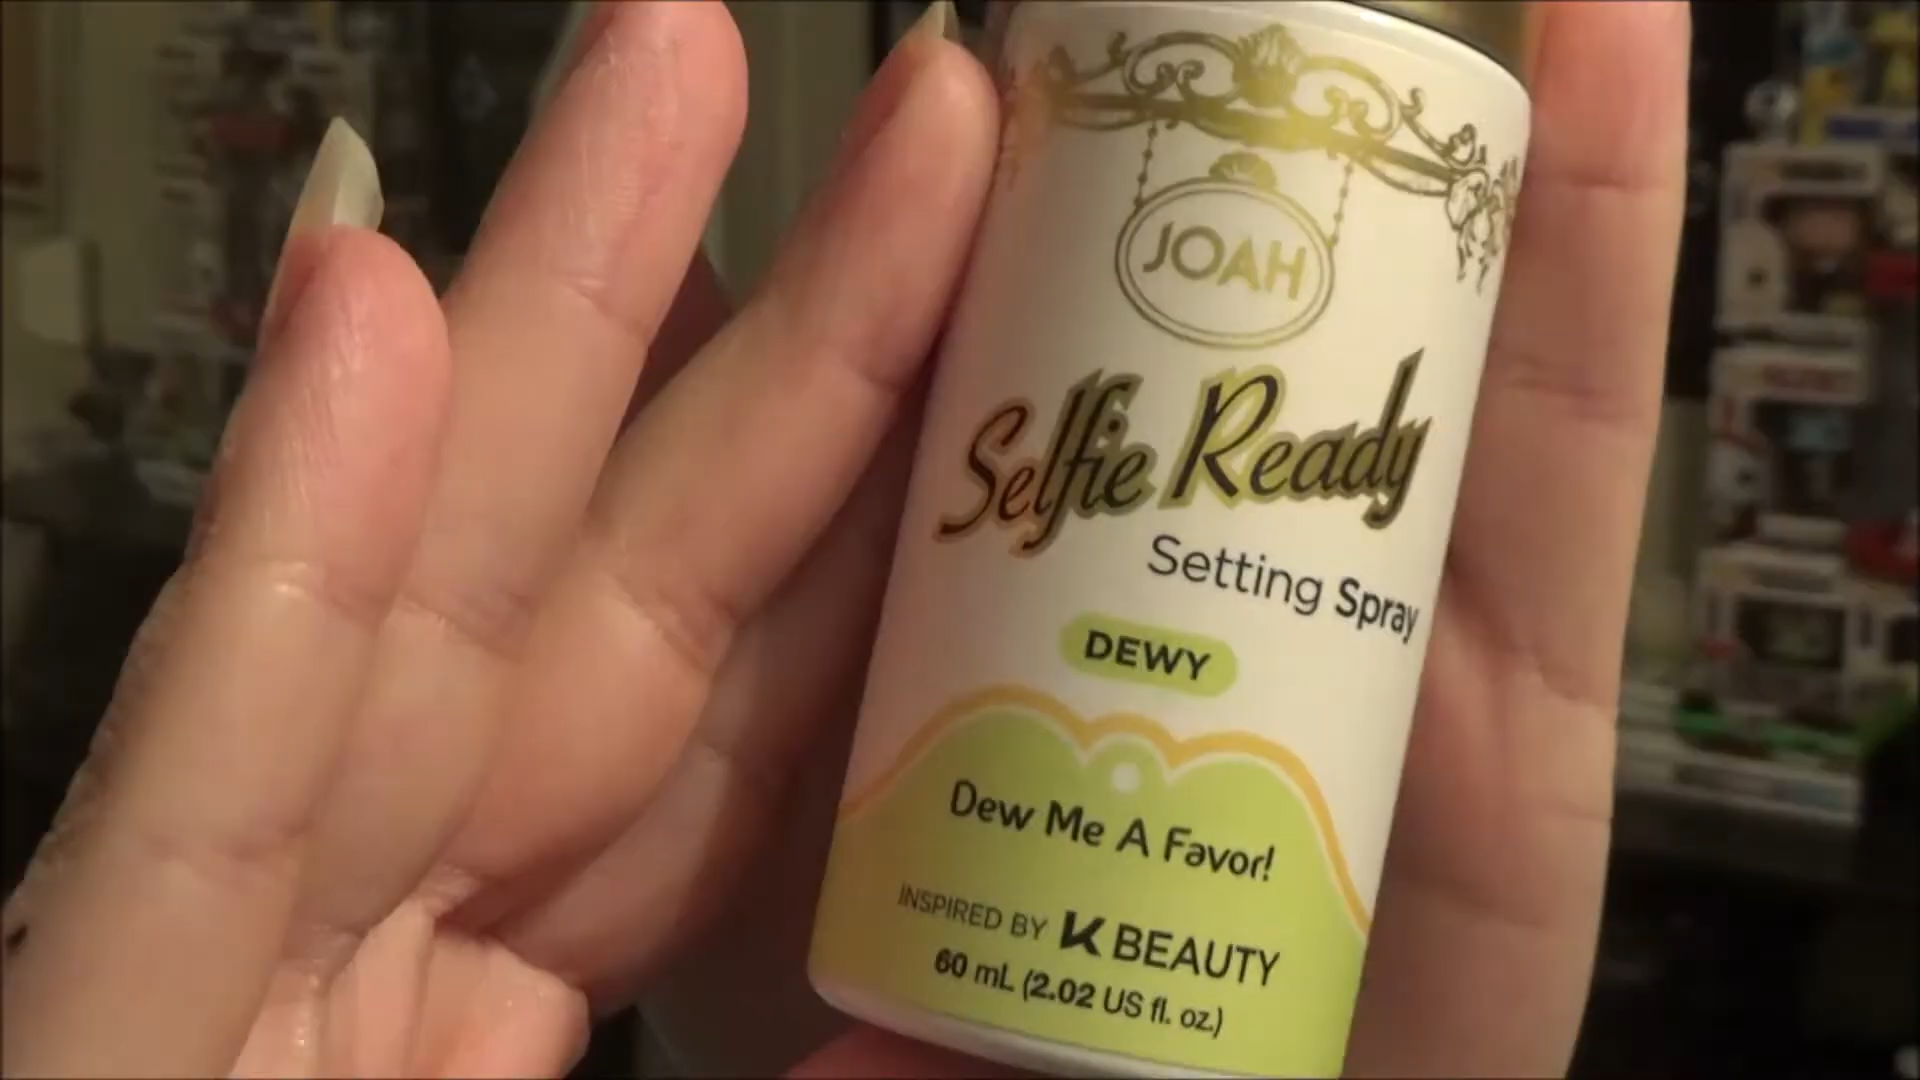 JOAH
Selfie Ready
Setting Spray
DEWY
Dew Me A Favor!
INSPIRED BY K BEAUTY
60 mL (2.02 US fl. oz.)